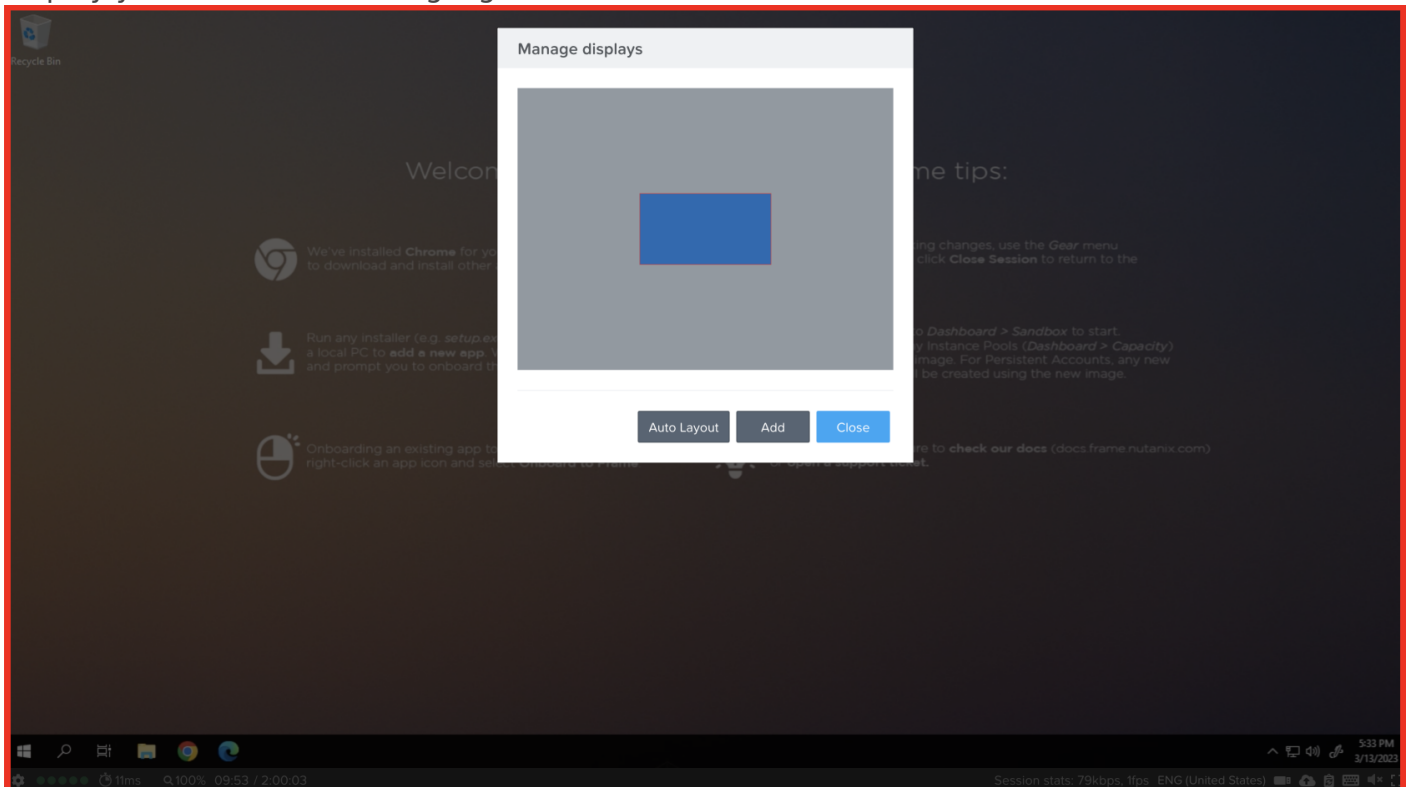 Recycle Bin
Manage displays
Welcon
me tips:
We've installed Chrome for yo
to download and install other
ing changes, use the Gear menu
click Close Session to return to the
Run any installer (e.g. setup.ex
a local PC to add a new app. V
and prompt you to onboard th
o Dashboard > Sandbox to start.
y Instance Pools (Dashboard > Capacity)
image. For Persistent Accounts, any new
l be created using the new image.
Auto Layout
Add
Close
Onboarding an existing app to
right-click an app icon and select Onboard to Frame
re to check our docs (docs.frame.nutanix.com)
or open a support ticket.
5:33 PM
3/13/2023
11ms 100% 09:53 / 2:00:03
Session stats: 79kbps, 1fps ENG (United States)